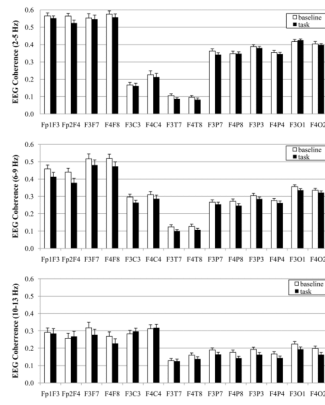 EEG Coherence (2-5 Hz)
0.6
0.5
0.4
0.3
0.2
0.1
0.0
baseline
task
Fp1F3 Fp2F4 F3F7 F4F8 F3C3 F4C4 F3T7 F4T8 F3P7 F4P8 F3P3 F4P4 F3O1 F4O2
EEG Coherence (6-9 Hz)
0.6
0.5
0.4
0.3
0.2
0.1
0.0
baseline
task
Fp1F3 Fp2F4 F3F7 F4F8 F3C3 F4C4 F3T7 F4T8 F3P7 F4P8 F3P3 F4P4 F3O1 F4O2
EEG Coherrence (10-13 Hz)
0.6
0.5
0.4
0.3
0.2
0.1
0.0
baseline
task
Fp1F3 Fp2F4 F3F7 F4F8 F3C3 F4C4 F3T7 F4T8 F3P7 F4P8 F3P3 F4P4 F3O1 F4O2